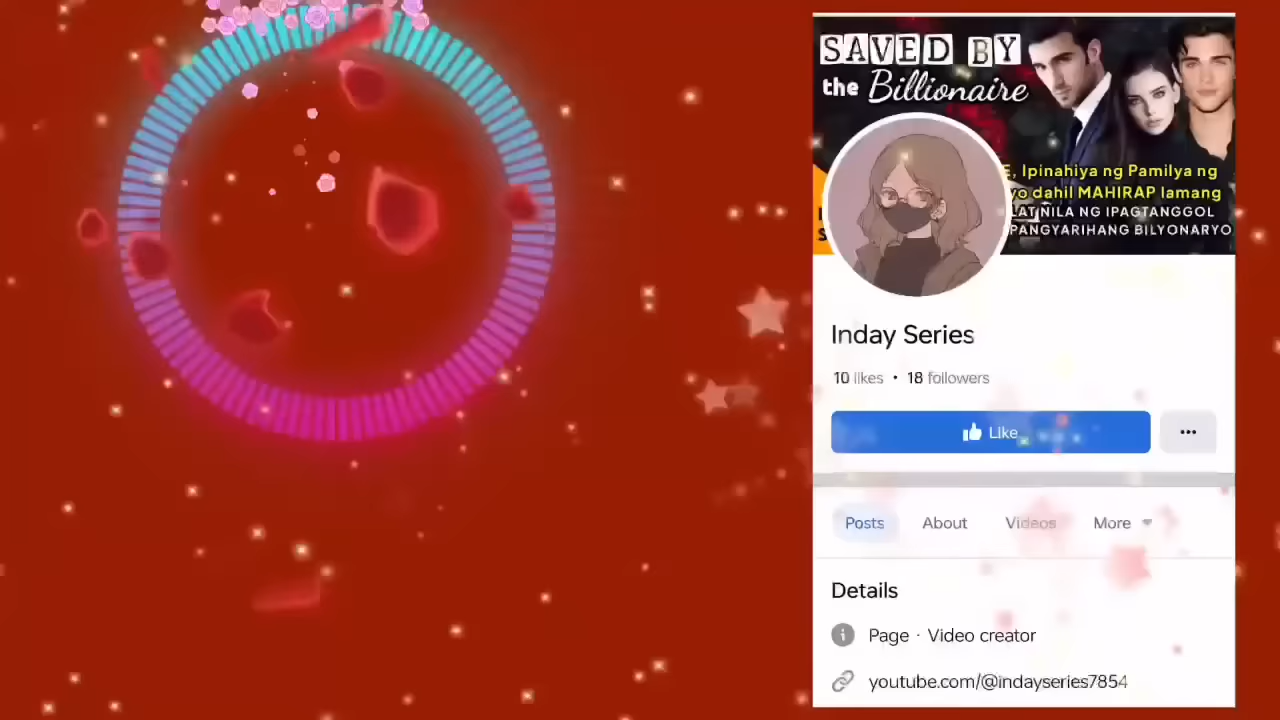 SAVED BY
the Billionaire
E, Ipinahiya ng Pamilya ng
yo dahil MAHIRAP lamang
LAT NILA NG IPAGTANGGOL
PANGYARIHANG BILYONARYO
Inday Series
10 likes • 18 followers
Like
Posts About Videos More
Details
Page · Video creator
youtube.com/@indayseries7854